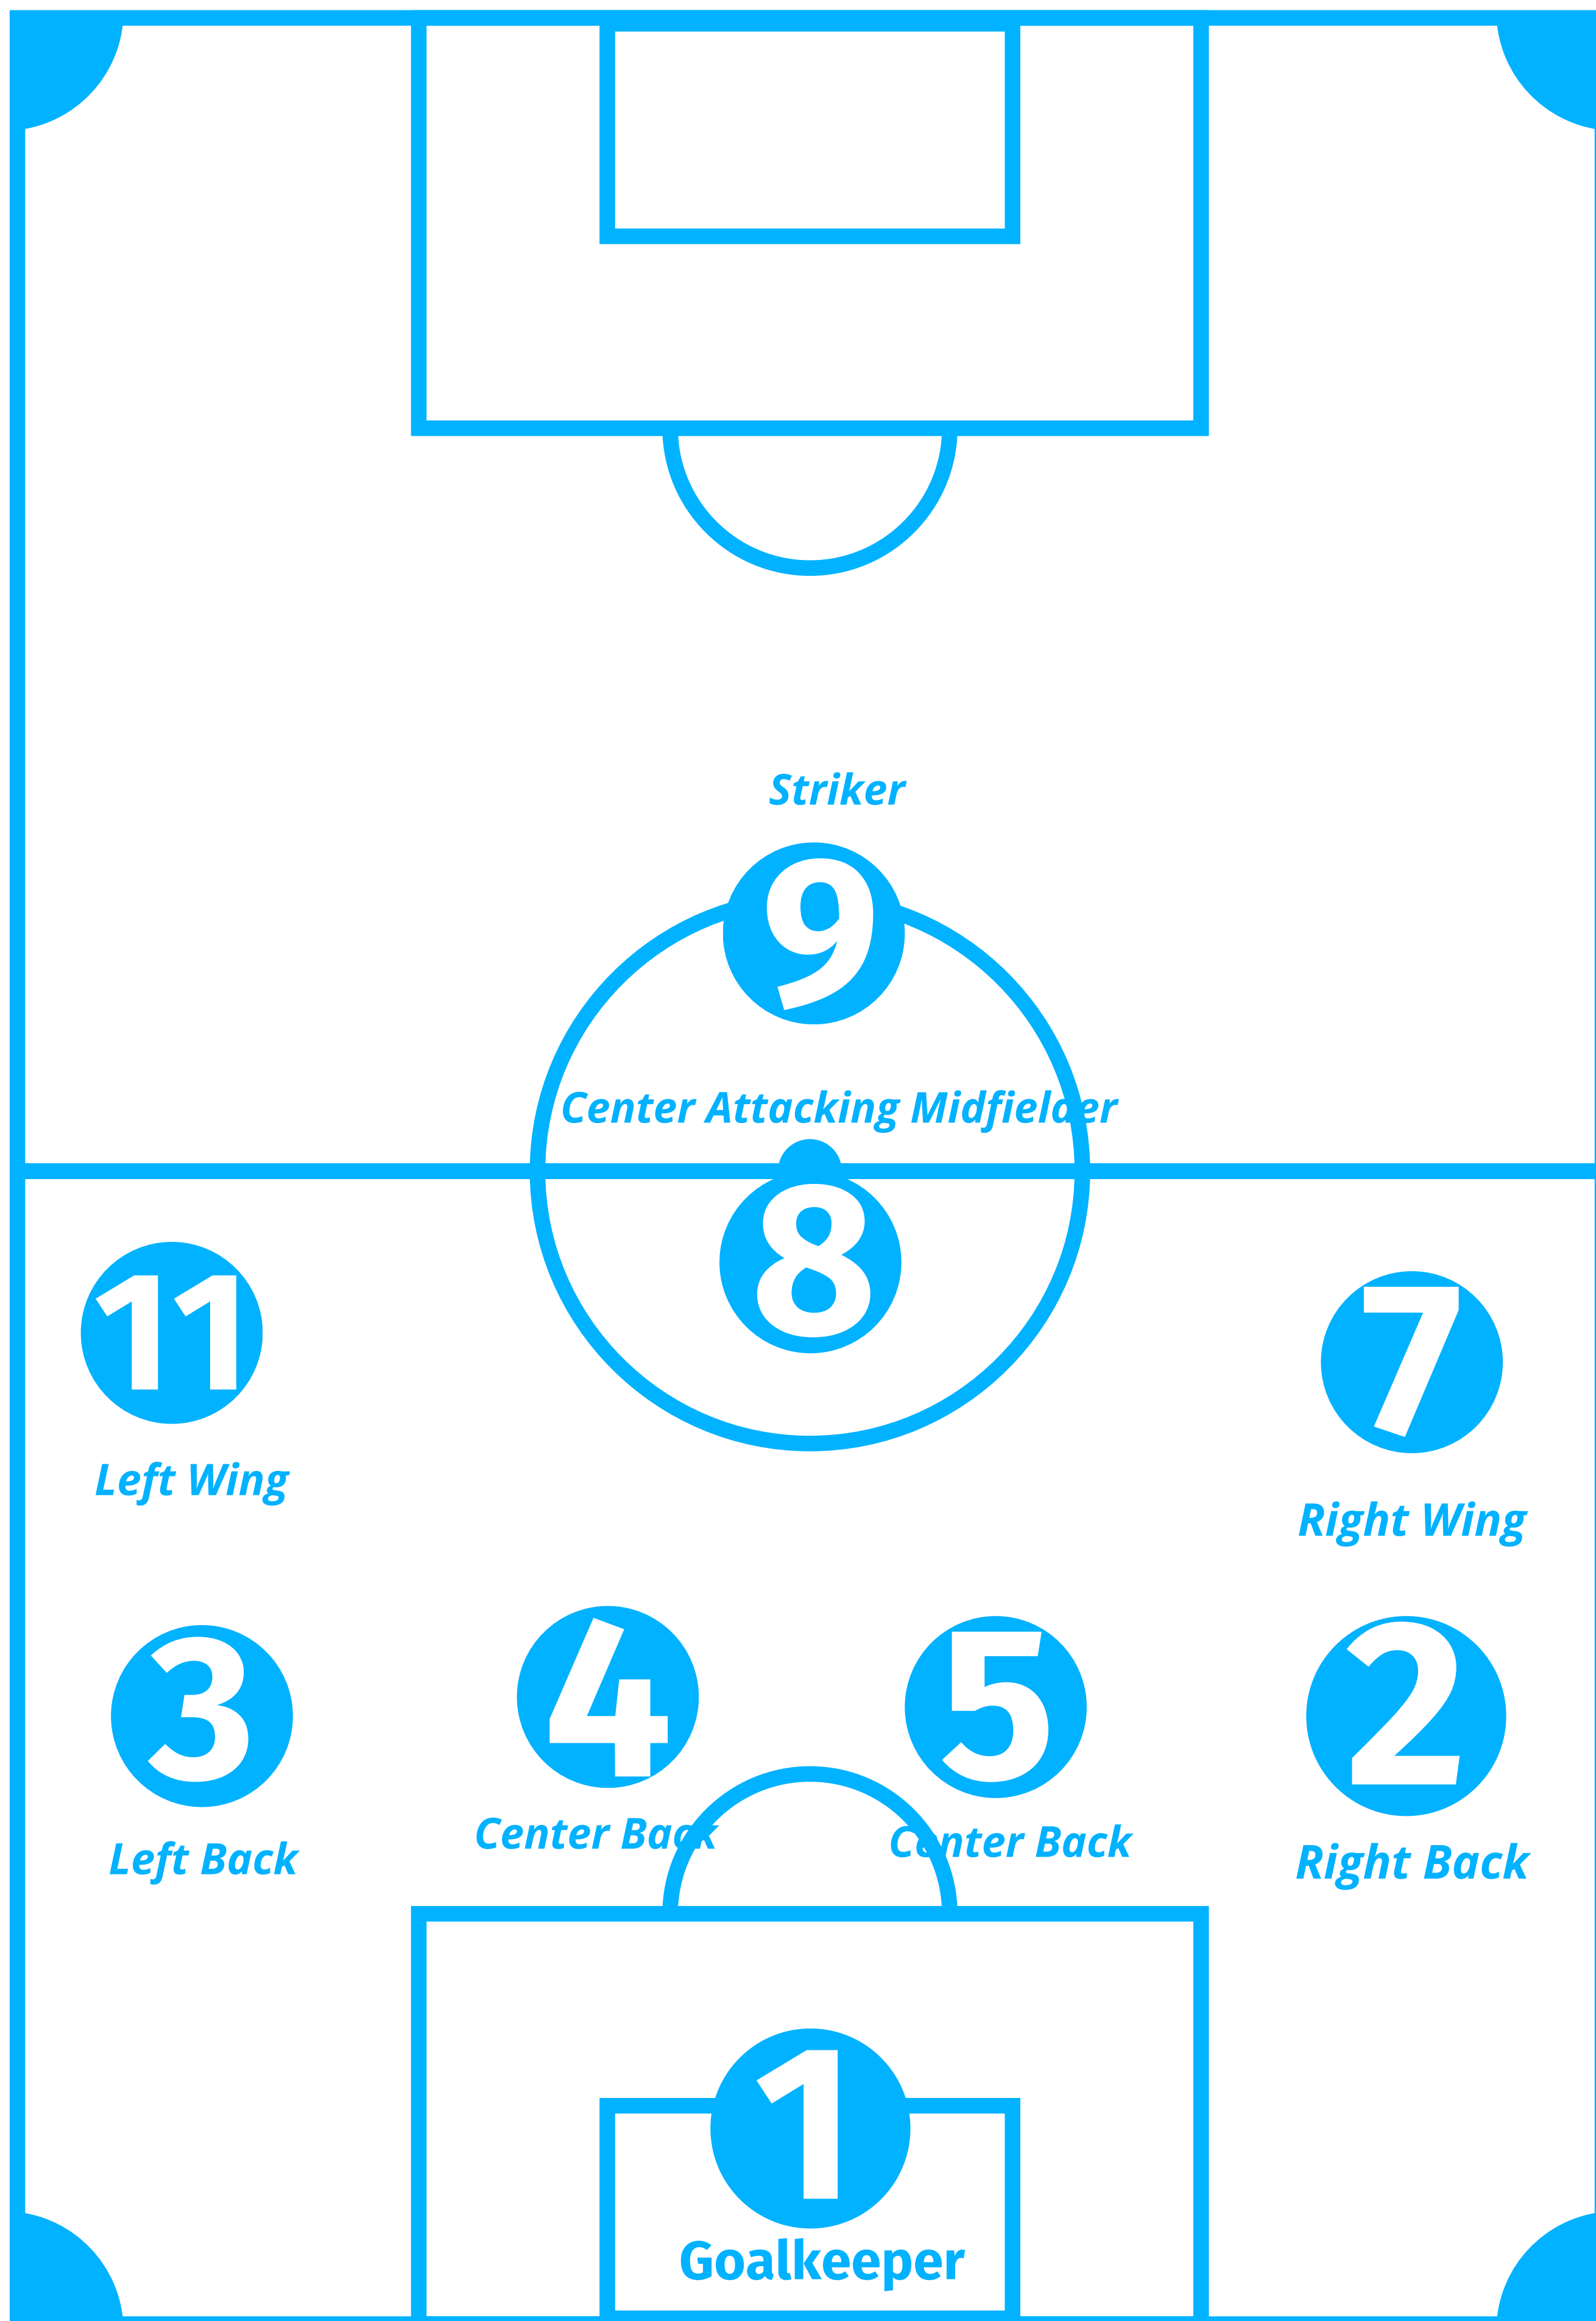 Striker
9
Center Attacking Midfielder
8
11
7
Left Wing
Right Wing
3
4
5
2
Center Back
Center Back
Left Back
Right Back
1
Goalkeeper